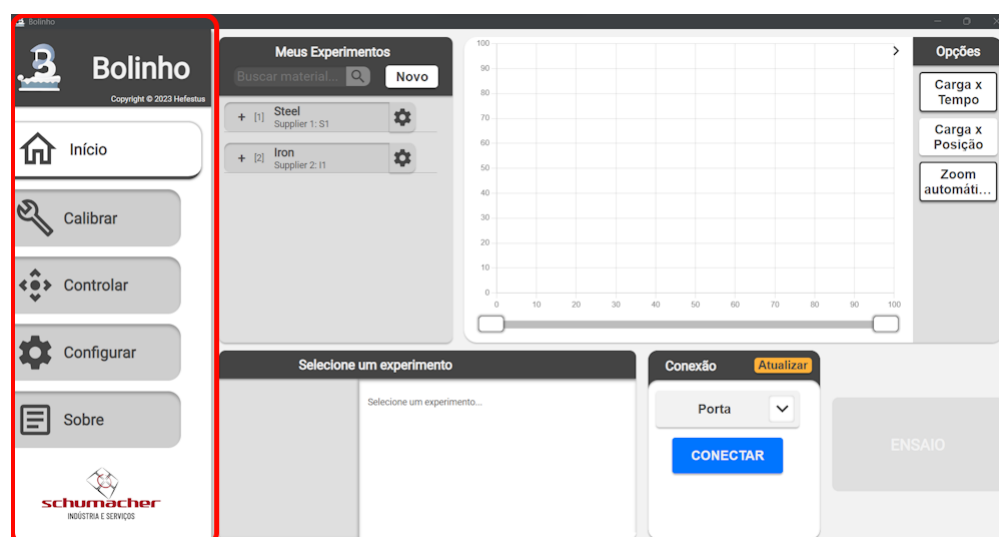 Bolinho
Bolinho
Copyright © 2023 Hefestus
Início
Calibrar
Controlar
Configurar
Sobre
schumacher
INDÚSTRIA E SERVIÇOS
Meus Experimentos
Buscar material...
Novo
+ [1] Steel
Supplier 1: S1
+ [2] Iron
Supplier 2: I1
100
90
80
70
60
50
40
30
20
10
0
0 10 20 30 40 50 60 70 80 90 100
Opções
Carga x
Tempo
Carga x
Posição
Zoom
automáti...
Selecione um experimento
Selecione um experimento...
Conexão
Atualizar
Porta
CONECTAR
ENSAIO